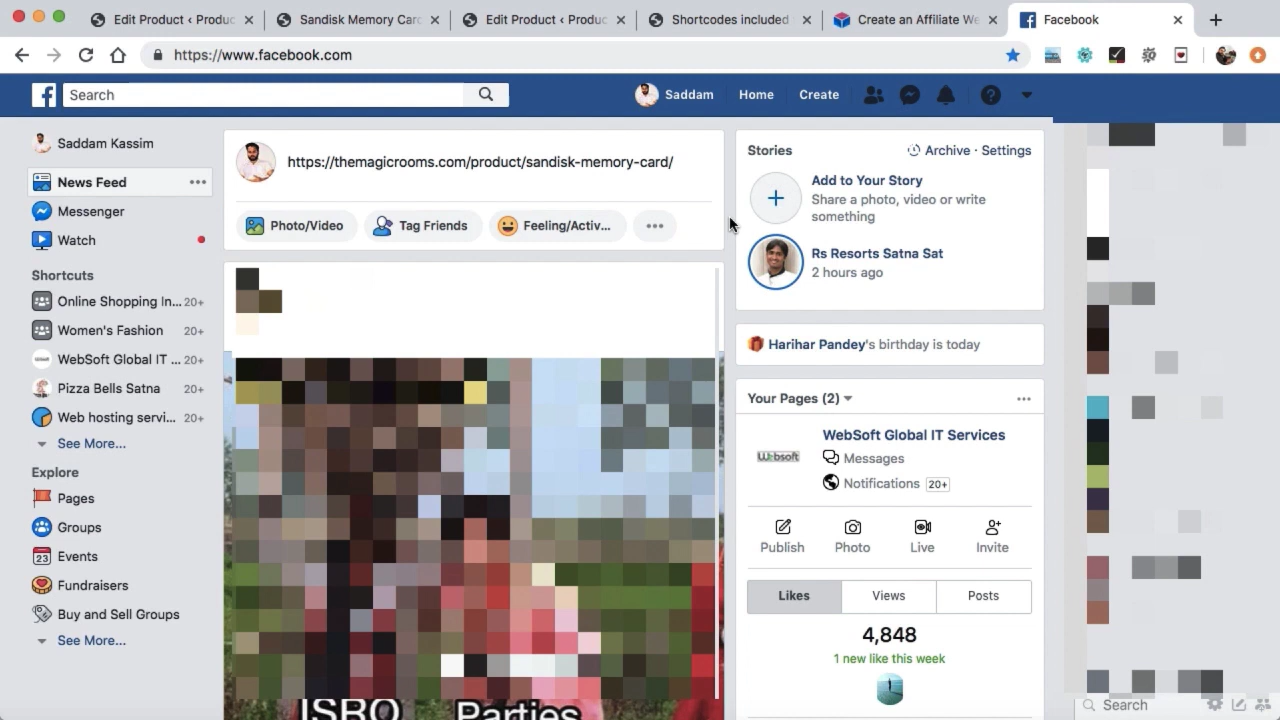 Edit Product ‹ Produc
Sandisk Memory Car
Edit Product ‹ Produc
Shortcodes included
Create an Affiliate We
Facebook
https://www.facebook.com
Search
Saddam
Home
Create
Saddam Kassim
News Feed
Messenger
Watch
Shortcuts
Online Shopping In... 20+
Women's Fashion 20+
WebSoft Global IT ... 20+
Pizza Bells Satna 20+
Web hosting servi... 20+
See More...
Explore
Pages
Groups
23 Events
Fundraisers
Buy and Sell Groups
See More...
https://themagicrooms.com/product/sandisk-memory-card/
Photo/Video
Tag Friends
Feeling/Activ...
ISRO Parties
Stories
Archive · Settings
Add to Your Story
Share a photo, video or write
something
Rs Resorts Satna Sat
2 hours ago
Harihar Pandey's birthday is today
Your Pages (2)
Websoft
WebSoft Global IT Services
Messages
Notifications 20+
Publish
Photo
Live
Invite
Likes
Views
Posts
4,848
1 new like this week
Search